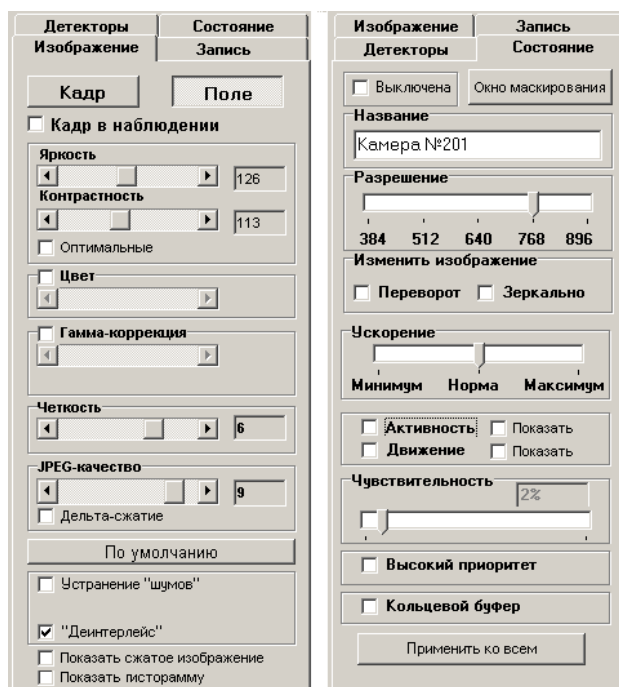 Детекторы Состояние
Изображение Запись
Кадр Поле
Кадр в наблюдении
Яркость
126
Контрастность
113
Оптимальные
Цвет
Гамма-коррекция
Четкость
6
JPEG-качество
9
Дельта-сжатие
По умолчанию
Устранение "шумов"
"Деинтерлейс"
Показать сжатое изображение
Показать гисторамму
Изображение Запись
Детекторы Состояние
Выключена Окно маскирования
Название
Камера №201
Разрешение
384 512 640 768 896
Изменить изображение
Переворот Зеркально
Ускорение
Минимум Норма Максимум
Активность Показать
Движение Показать
Чувствительность
2%
Высокий приоритет
Кольцевой буфер
Применить ко всем